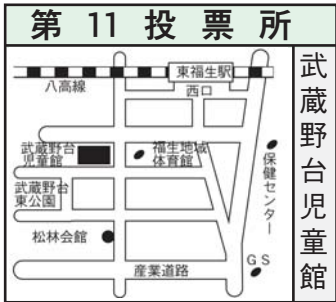 第11投票所
武蔵野台児童館
東福生駅
西口
八高線
武蔵野台
児童館
福生地域
体育館
保健センター
武蔵野台
東公園
松林会館
GS
産業道路